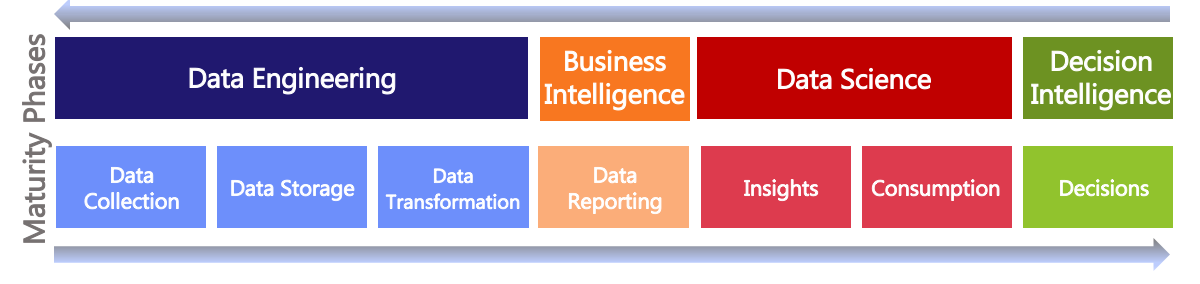 Maturity Phases
Data Engineering
Business
Intelligence
Data Science
Decision
Intelligence
Data
Collection
Data Storage
Data
Transformation
Data
Reporting
Insights
Consumption
Decisions